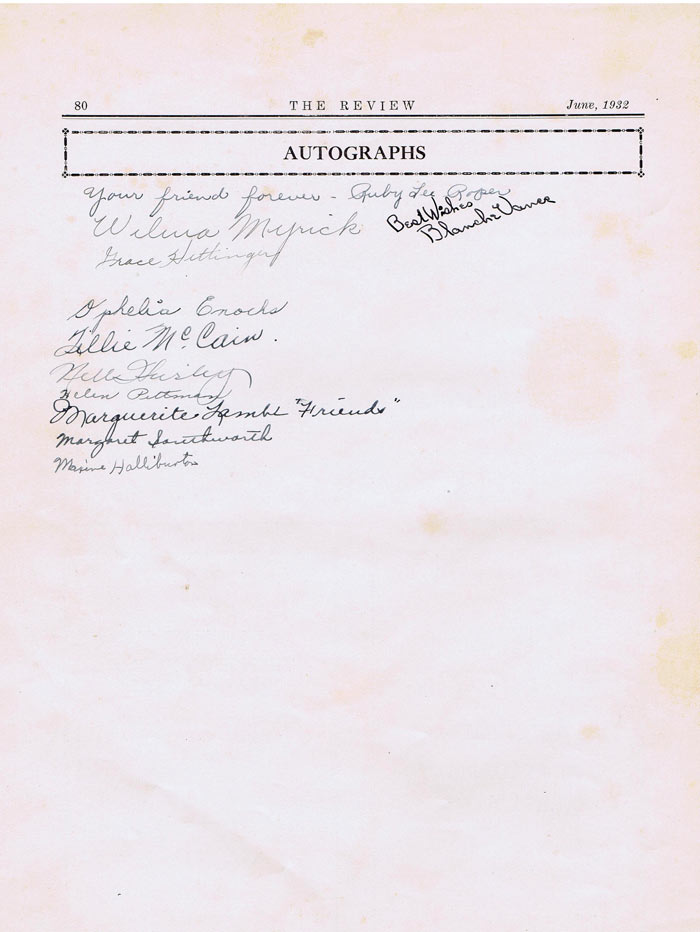 80 THE REVIEW June, 1932
AUTOGRAPHS
Your friend forever - Ruby Lee Roper
Best Wishes
Blanche Vance
Wilma Myrick
Grace Hittinger
Ophelia Enochs
Tillie McCain.
Helen Pittman
Marguerite Lambe "Friends"
Margaret Southworth
Maxine Halliburton